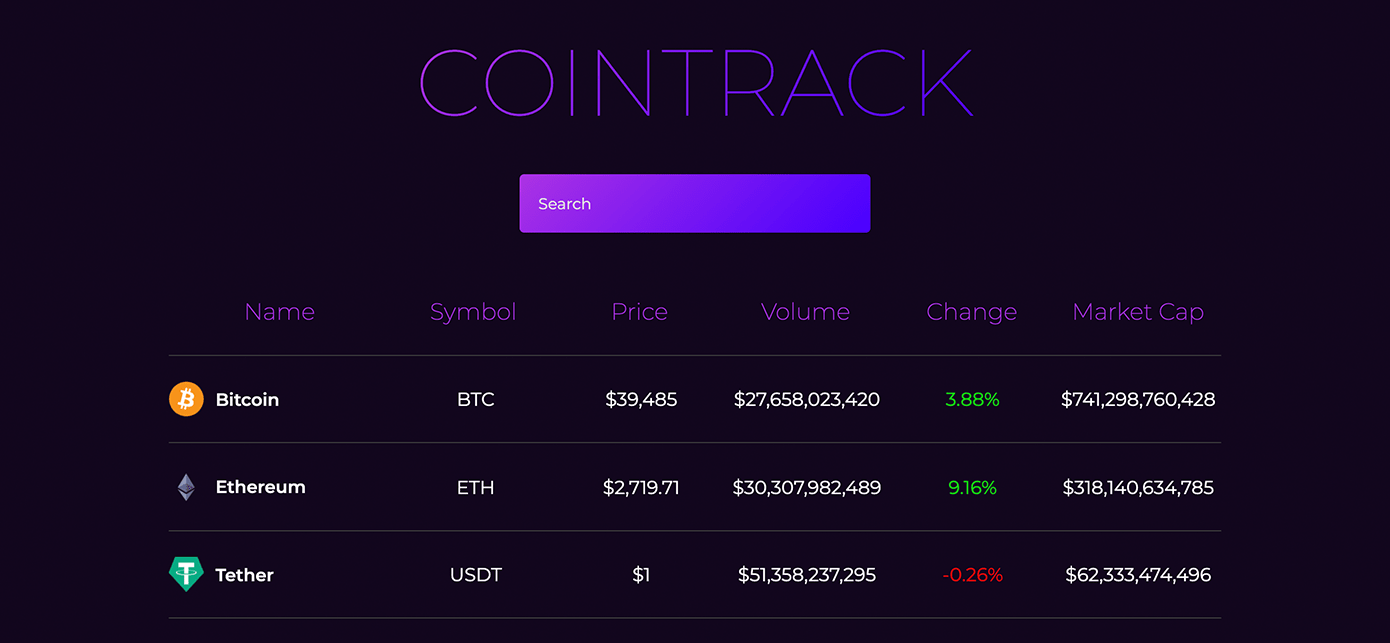 COINTRACK
Search
Name Symbol Price Volume Change Market Cap
Bitcoin BTC $39,485 $27,658,023,420 3.88% $741,298,760,428
Ethereum ETH $2,719.71 $30,307,982,489 9.16% $318,140,634,785
Tether USDT $1 $51,358,237,295 -0.26% $62,333,474,496